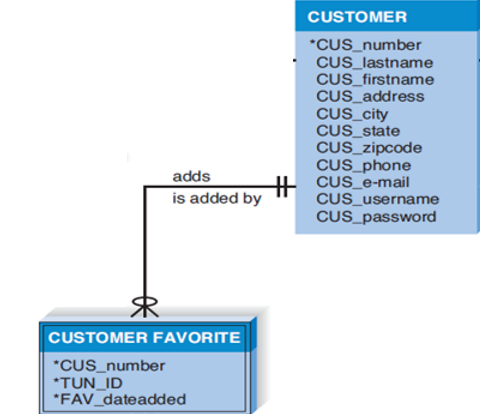 CUSTOMER
*CUS_number
CUS_lastname
CUS_firstname
CUS_address
CUS_city
CUS_state
CUS_zipcode
CUS_phone
CUS_e-mail
CUS_username
CUS_password
adds
is added by
CUSTOMER FAVORITE
*CUS_number
*TUN_ID
*FAV_dateadded